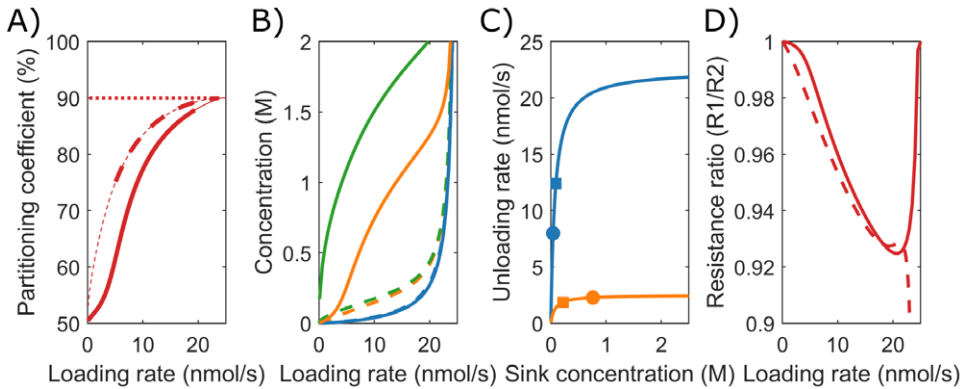 A)
Partitioning coefficient (%)
100
90
80
70
60
50
0
10
20
Loading rate (nmol/s)
B)
Concentration (M)
2
1.5
1
0.5
0
0
10
20
Loading rate (nmol/s)
C)
Unloading rate (nmol/s)
25
20
15
10
5
0
0
1
2
Sink concentration (M)
D)
Resistance ratio (R1/R2)
1
0.98
0.96
0.94
0.92
0.9
0
10
20
Loading rate (nmol/s)